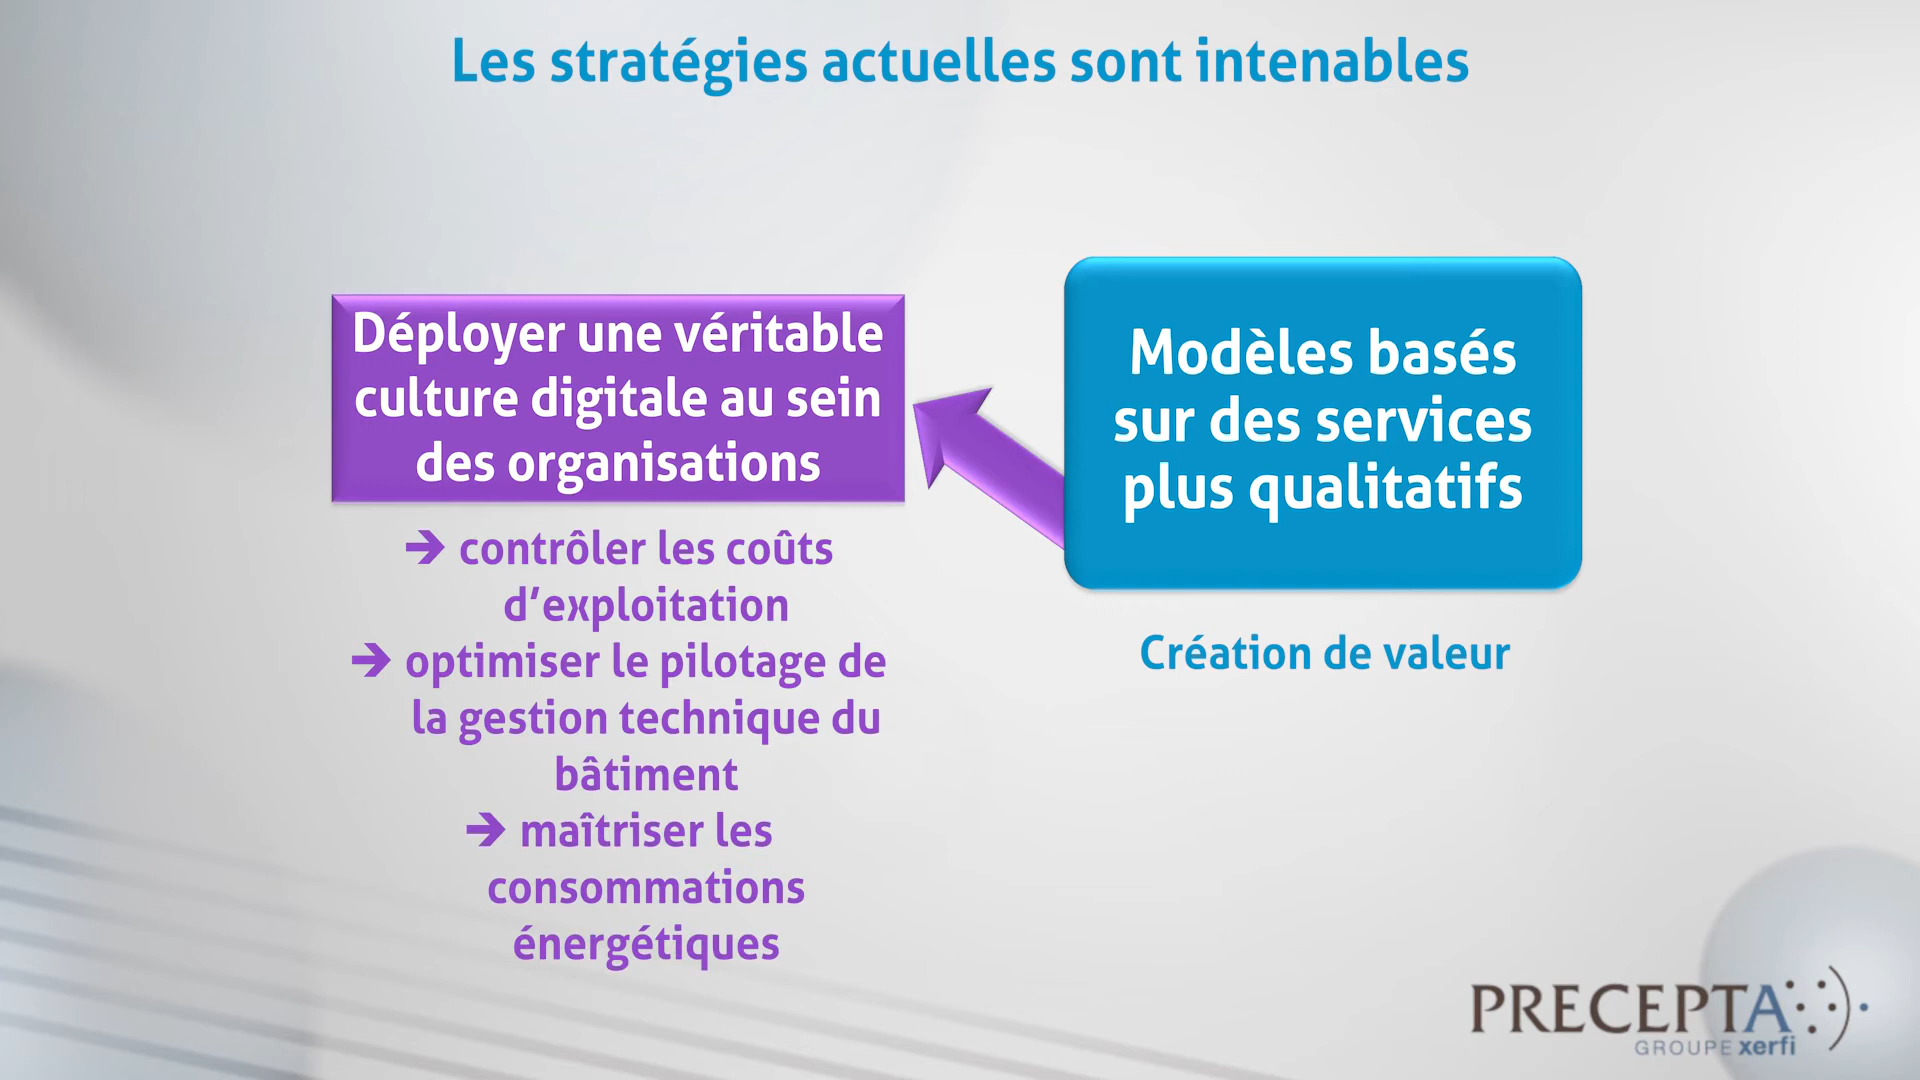 Les stratégies actuelles sont intenables
Déployer une véritable
culture digitale au sein
des organisations
➔ contrôler les coûts
d’exploitation
➔ optimiser le pilotage de
la gestion technique du
bâtiment
➔ maîtriser les
consommations
énergétiques
Modèles basés
sur des services
plus qualitatifs
Création de valeur
PRECEPTA
GROUPE xerfi